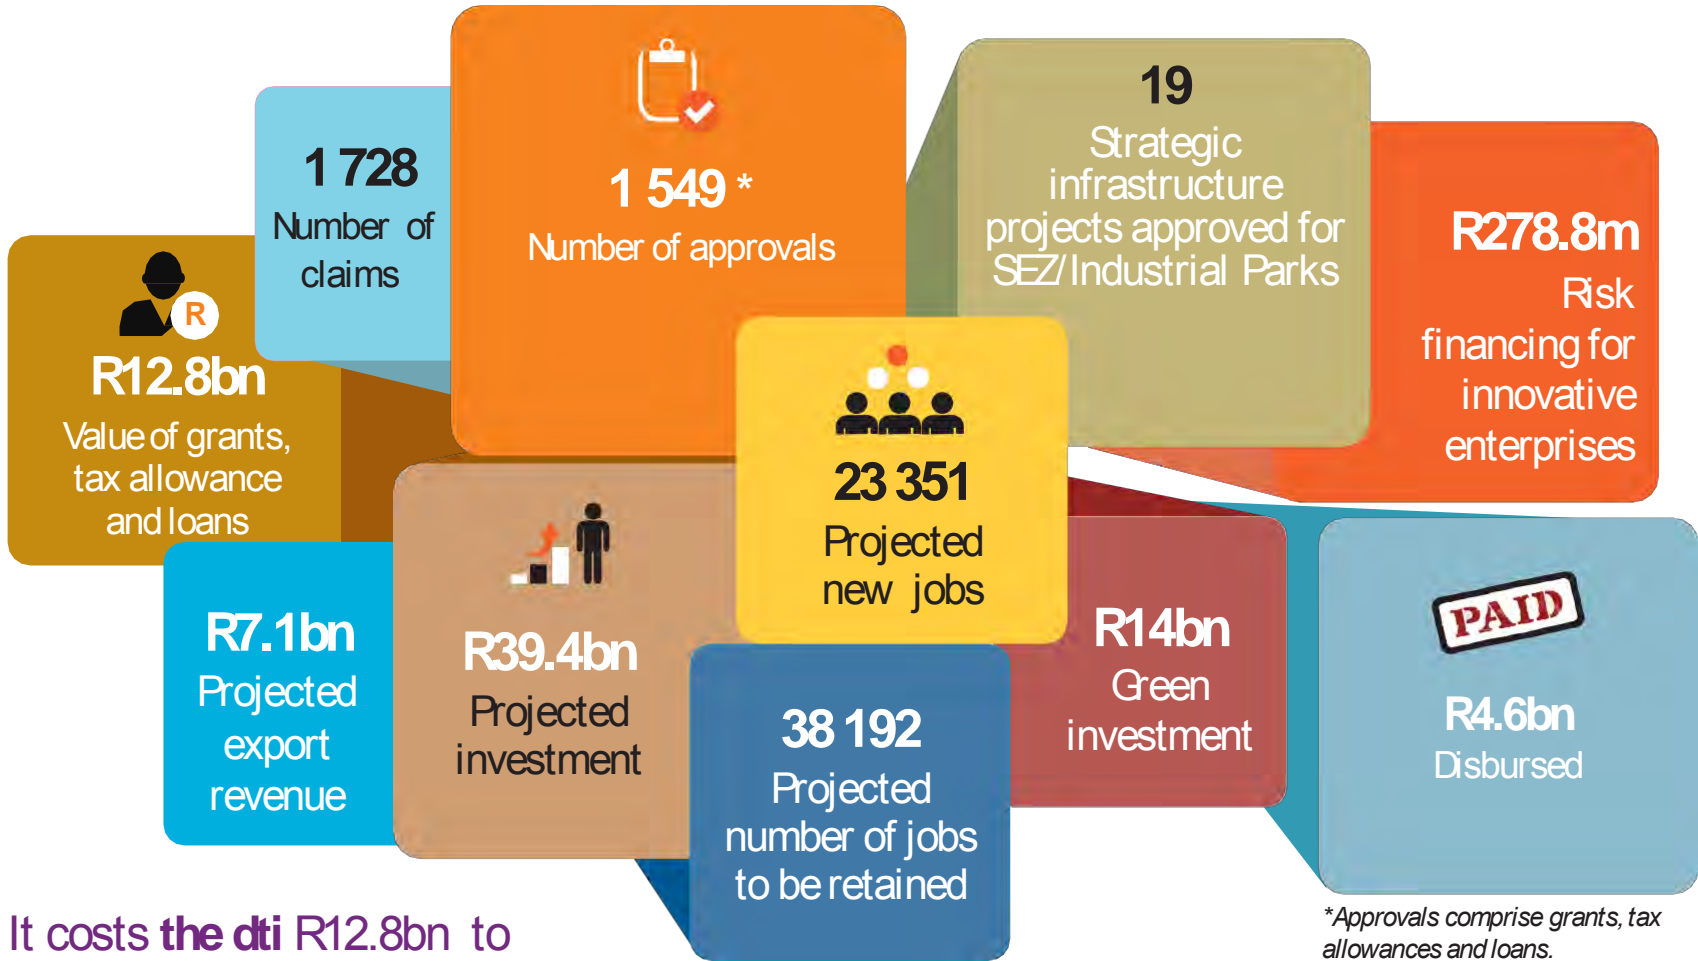 1 728
Number of
claims
1 549 *
Number of approvals
19
Strategic
infrastructure
projects approved for
SEZ/Industrial Parks
R278.8m
Risk
financing for
innovative
enterprises
R
R12.8bn
Value of grants,
tax allowance
and loans
23 351
Projected
new jobs
R7.1bn
Projected
export
revenue
R39.4bn
Projected
investment
38 192
Projected
number of jobs
to be retained
R14bn
Green
investment
PAID
R4.6bn
Disbursed
It costs the dti R12.8bn to
*Approvals comprise grants, tax
allowances and loans.